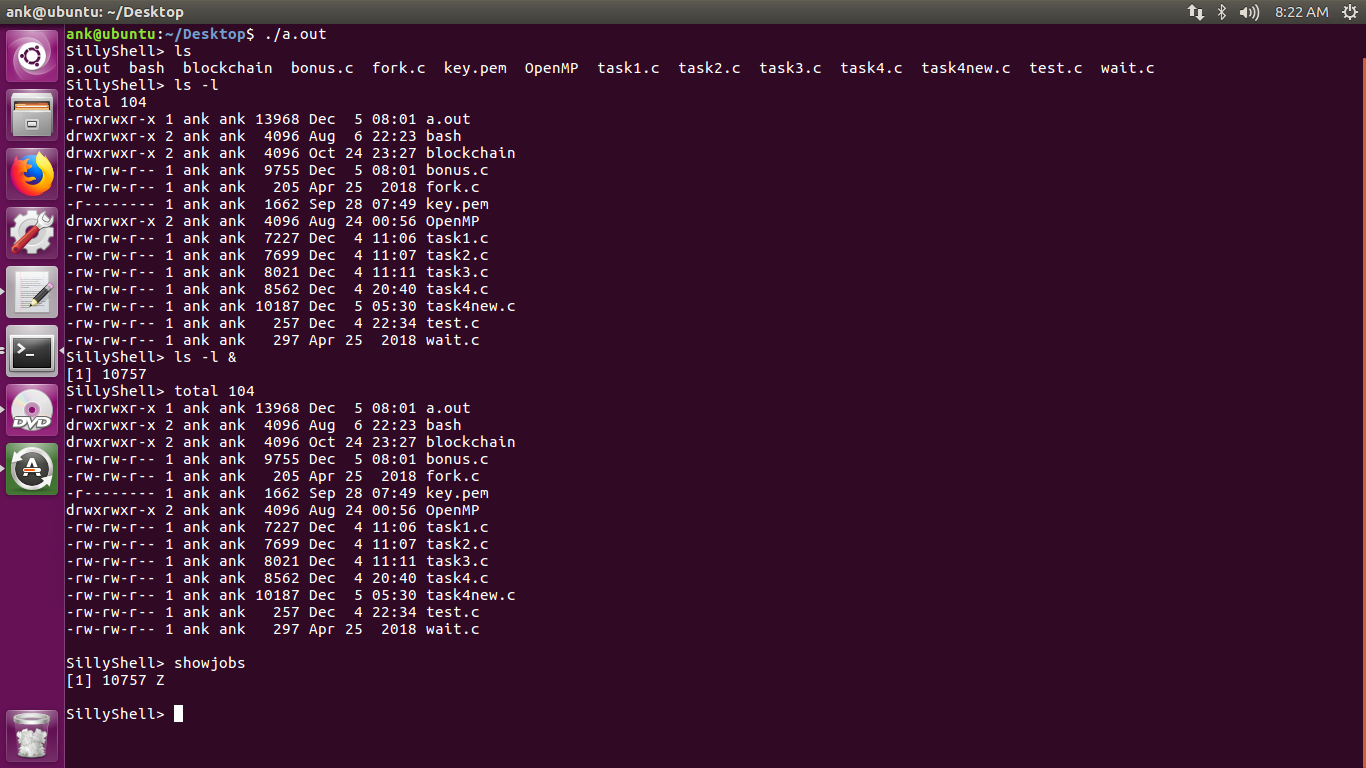 ank@ubuntu: ~/Desktop
8:22 AM
ank@ubuntu:~/Desktop$ ./a.out
SillyShell> ls
a.out  bash  blockchain  bonus.c  fork.c  key.pem  OpenMP  task1.c  task2.c  task3.c  task4.c  task4new.c  test.c  wait.c
SillyShell> ls -l
total 104
-rwxrwxr-x 1 ank ank 13968 Dec  5 08:01 a.out
drwxrwxr-x 2 ank ank  4096 Aug  6 22:23 bash
drwxrwxr-x 2 ank ank  4096 Oct 24 23:27 blockchain
-rw-rw-r-- 1 ank ank  9755 Dec  5 08:01 bonus.c
-rw-rw-r-- 1 ank ank   205 Apr 25  2018 fork.c
-r-------- 1 ank ank  1662 Sep 28 07:49 key.pem
drwxrwxr-x 2 ank ank  4096 Aug 24 00:56 OpenMP
-rw-rw-r-- 1 ank ank  7227 Dec  4 11:06 task1.c
-rw-rw-r-- 1 ank ank  7699 Dec  4 11:07 task2.c
-rw-rw-r-- 1 ank ank  8021 Dec  4 11:11 task3.c
-rw-rw-r-- 1 ank ank  8562 Dec  4 20:40 task4.c
-rw-rw-r-- 1 ank ank 10187 Dec  5 05:30 task4new.c
-rw-rw-r-- 1 ank ank   257 Dec  4 22:34 test.c
-rw-rw-r-- 1 ank ank   297 Apr 25  2018 wait.c
SillyShell> ls -l &
[1] 10757
SillyShell> total 104
-rwxrwxr-x 1 ank ank 13968 Dec  5 08:01 a.out
drwxrwxr-x 2 ank ank  4096 Aug  6 22:23 bash
drwxrwxr-x 2 ank ank  4096 Oct 24 23:27 blockchain
-rw-rw-r-- 1 ank ank  9755 Dec  5 08:01 bonus.c
-rw-rw-r-- 1 ank ank   205 Apr 25  2018 fork.c
-r-------- 1 ank ank  1662 Sep 28 07:49 key.pem
drwxrwxr-x 2 ank ank  4096 Aug 24 00:56 OpenMP
-rw-rw-r-- 1 ank ank  7227 Dec  4 11:06 task1.c
-rw-rw-r-- 1 ank ank  7699 Dec  4 11:07 task2.c
-rw-rw-r-- 1 ank ank  8021 Dec  4 11:11 task3.c
-rw-rw-r-- 1 ank ank  8562 Dec  4 20:40 task4.c
-rw-rw-r-- 1 ank ank 10187 Dec  5 05:30 task4new.c
-rw-rw-r-- 1 ank ank   257 Dec  4 22:34 test.c
-rw-rw-r-- 1 ank ank   297 Apr 25  2018 wait.c
SillyShell> showjobs
[1] 10757 Z
SillyShell>
>_
DVD
A